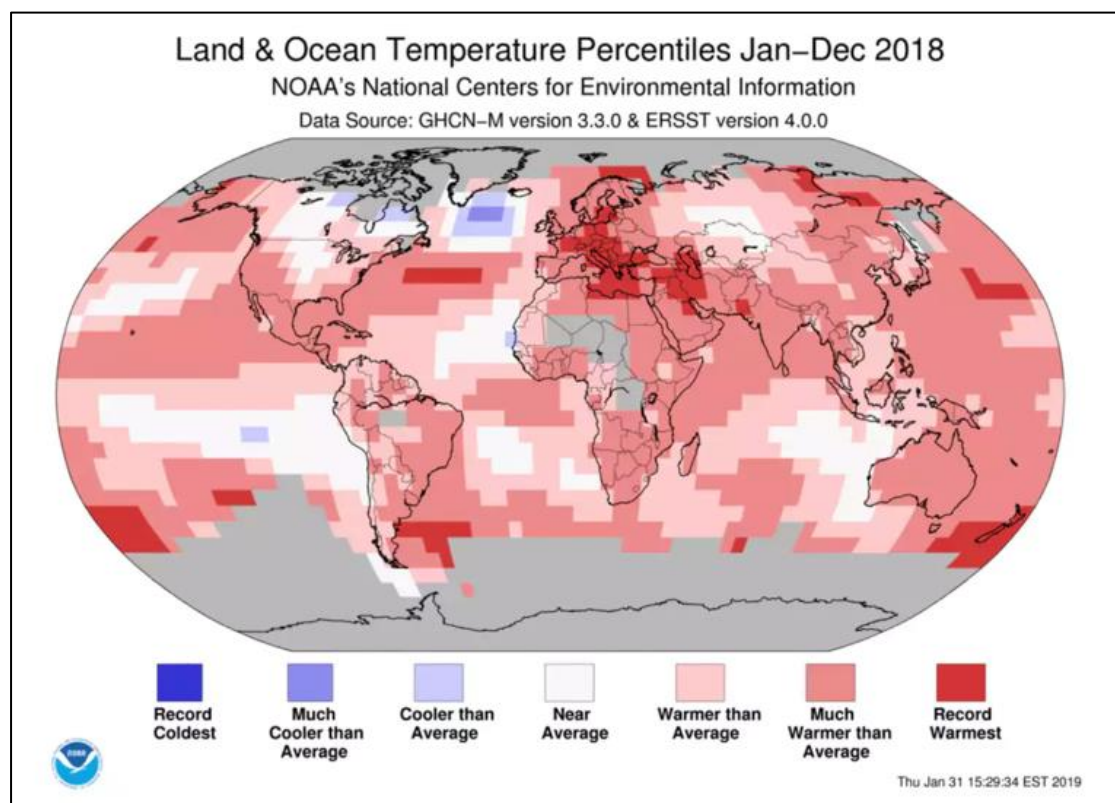 Land & Ocean Temperature Percentiles Jan–Dec 2018
NOAA's National Centers for Environmental Information
Data Source: GHCN–M version 3.3.0 & ERSST version 4.0.0
Record
Coldest
Much
Cooler than
Average
Cooler than
Average
Near
Average
Warmer than
Average
Much
Warmer than
Average
Record
Warmest
Thu Jan 31 15:29:34 EST 2019